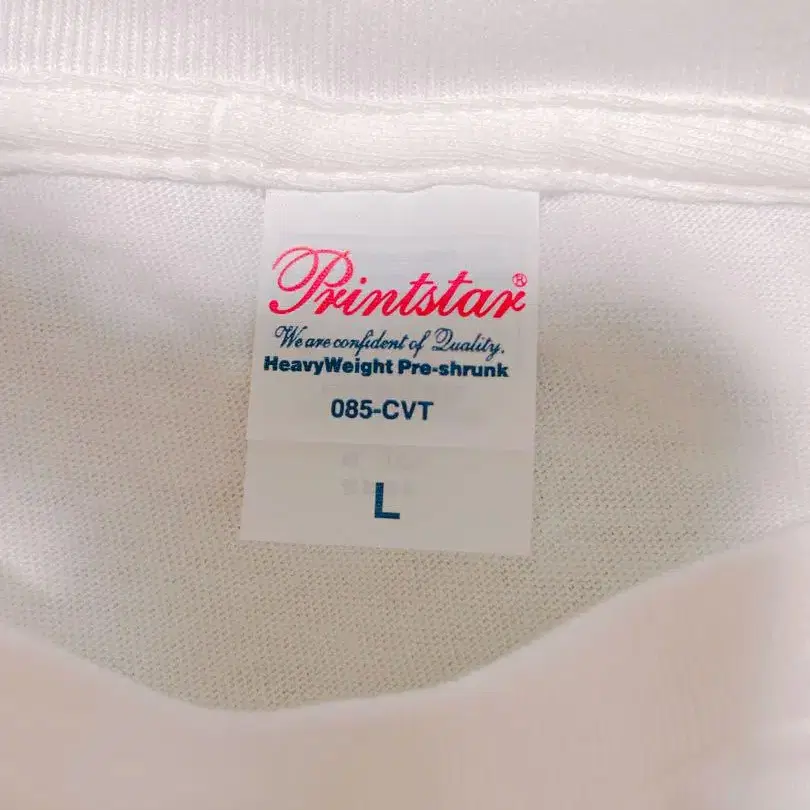 Printstar®
We are confident of Quality.
HeavyWeight Pre-shrunk
085-CVT
L